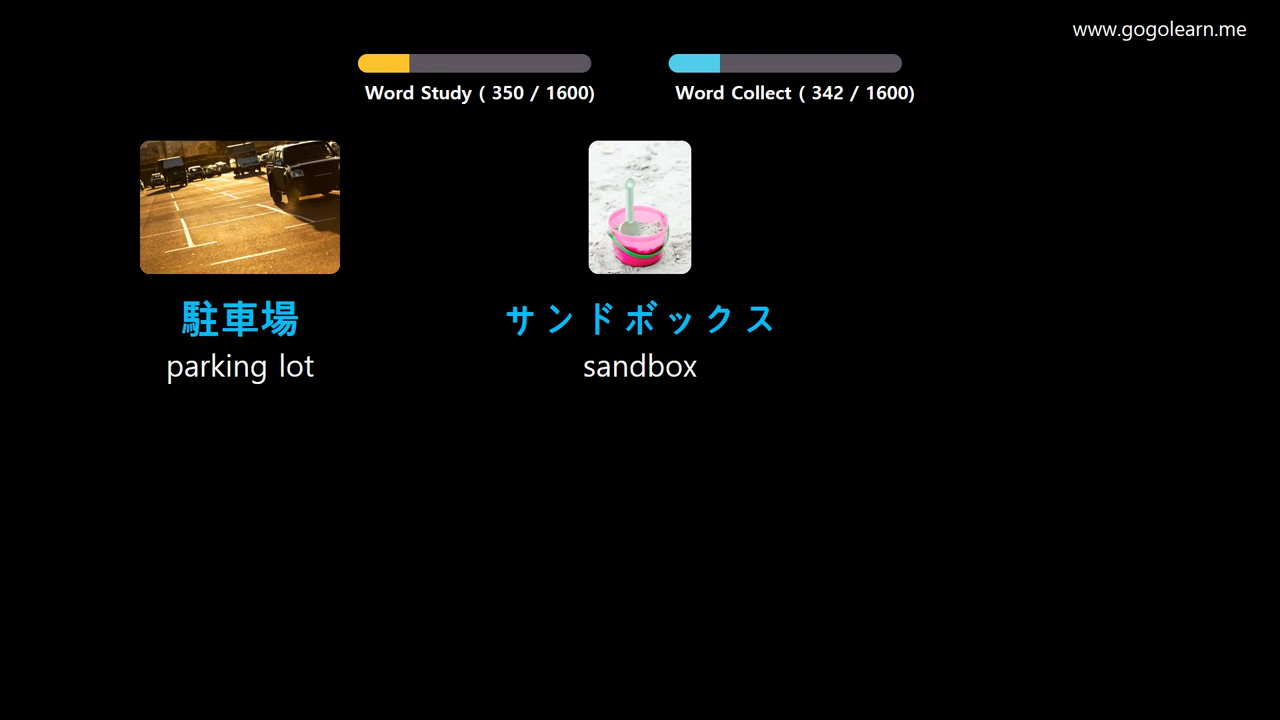 www.gogolearn.me
Word Study ( 350 / 1600)
Word Collect ( 342 / 1600)
駐車場
parking lot
サンドボックス
sandbox